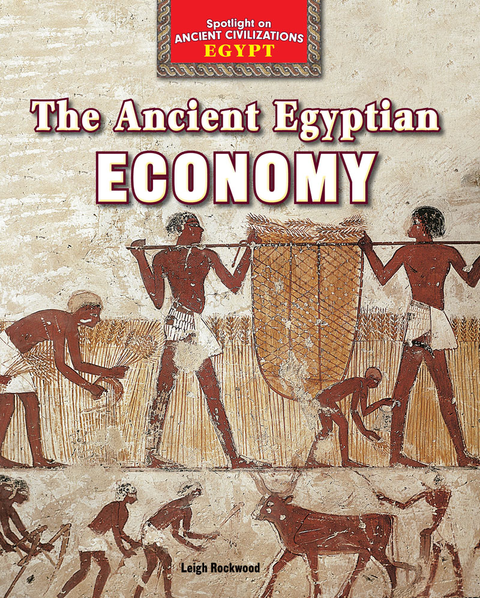 Spotlight on
ANCIENT CIVILIZATIONS
EGYPT
The Ancient Egyptian
ECONOMY
Leigh Rockwood